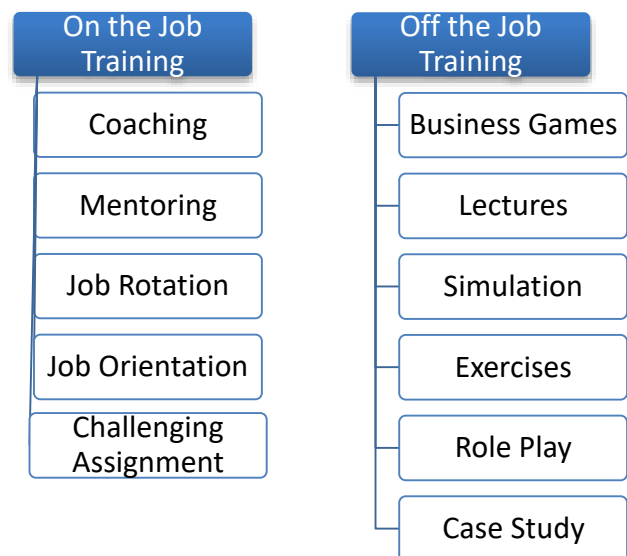 On the Job
Training
Coaching
Mentoring
Job Rotation
Job Orientation
Challenging
Assignment
Off the Job
Training
Business Games
Lectures
Simulation
Exercises
Role Play
Case Study